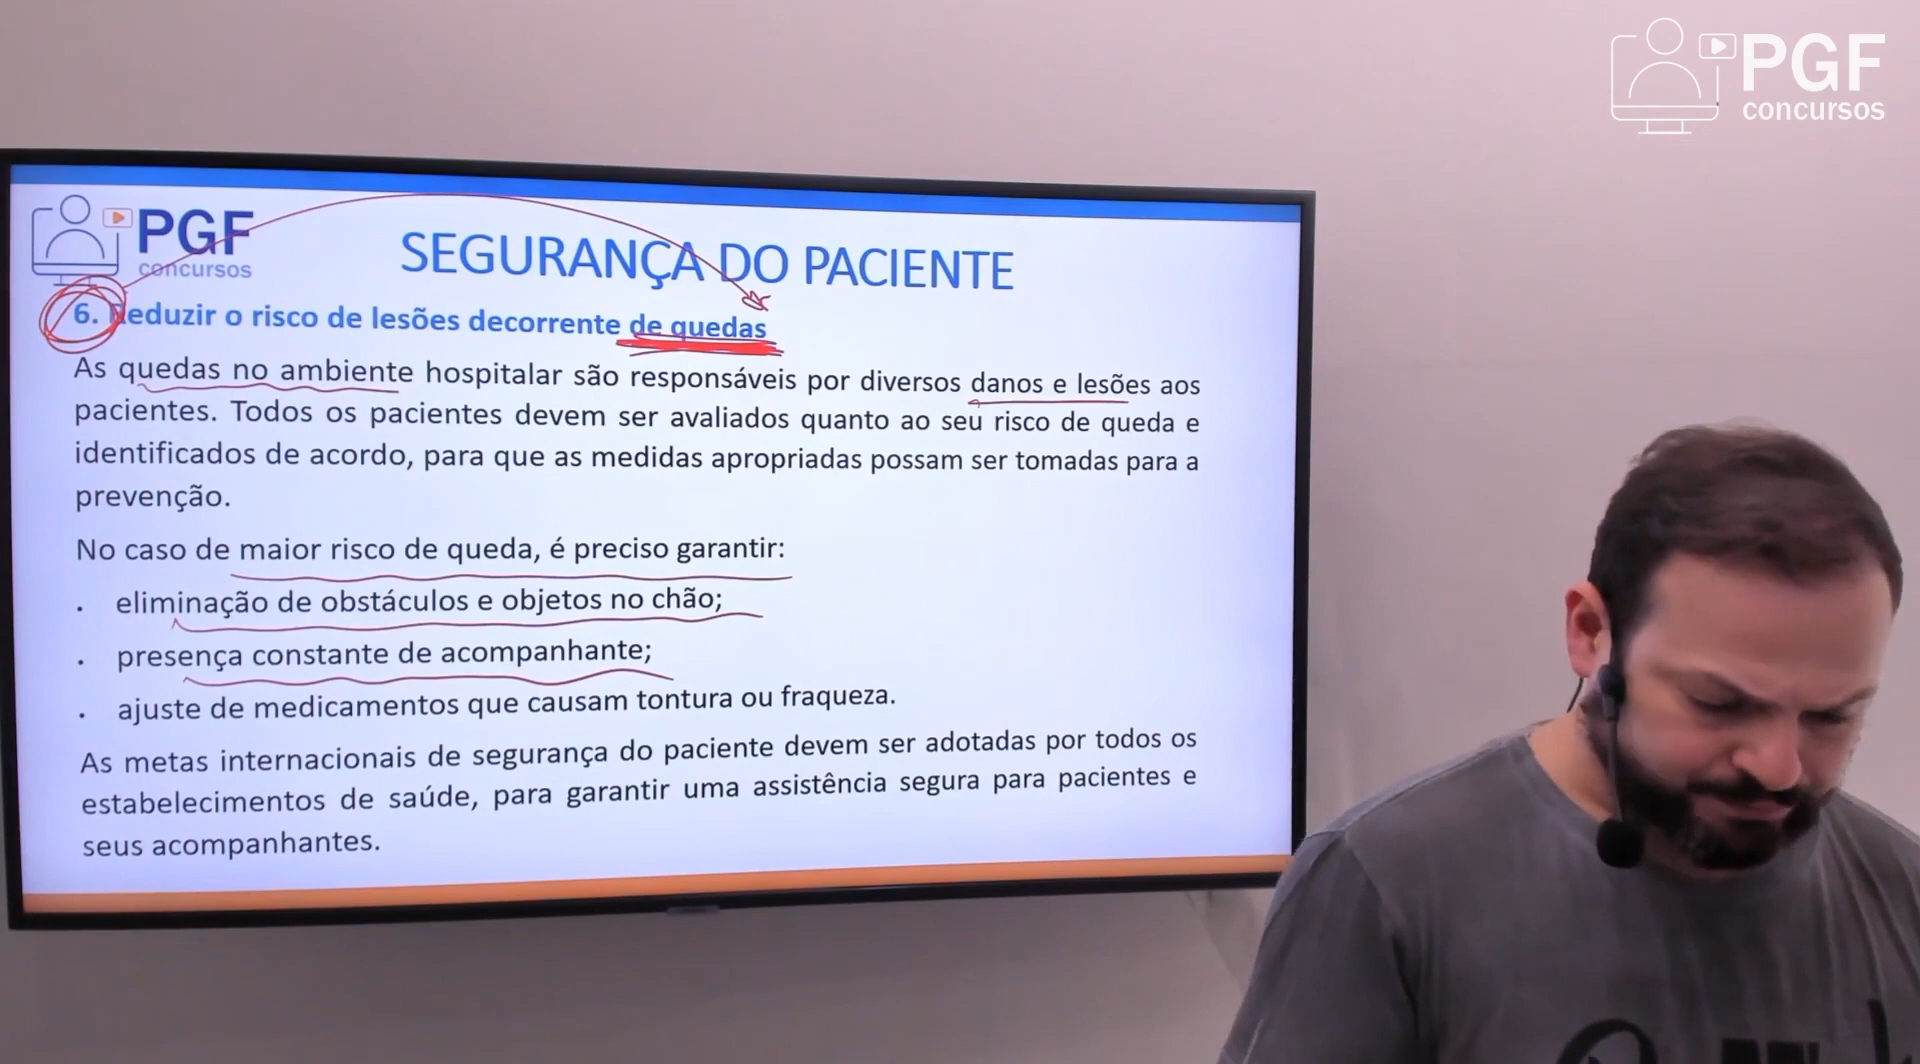 PGF
concursos
PGF
concursos
SEGURANÇA DO PACIENTE
6. Reduzir o risco de lesões decorrente de quedas
As quedas no ambiente hospitalar são responsáveis por diversos danos e lesões aos
pacientes. Todos os pacientes devem ser avaliados quanto ao seu risco de queda e
identificados de acordo, para que as medidas apropriadas possam ser tomadas para a
prevenção.
No caso de maior risco de queda, é preciso garantir:
. eliminação de obstáculos e objetos no chão;
. presença constante de acompanhante;
. ajuste de medicamentos que causam tontura ou fraqueza.
As metas internacionais de segurança do paciente devem ser adotadas por todos os
estabelecimentos de saúde, para garantir uma assistência segura para pacientes e
seus acompanhantes.